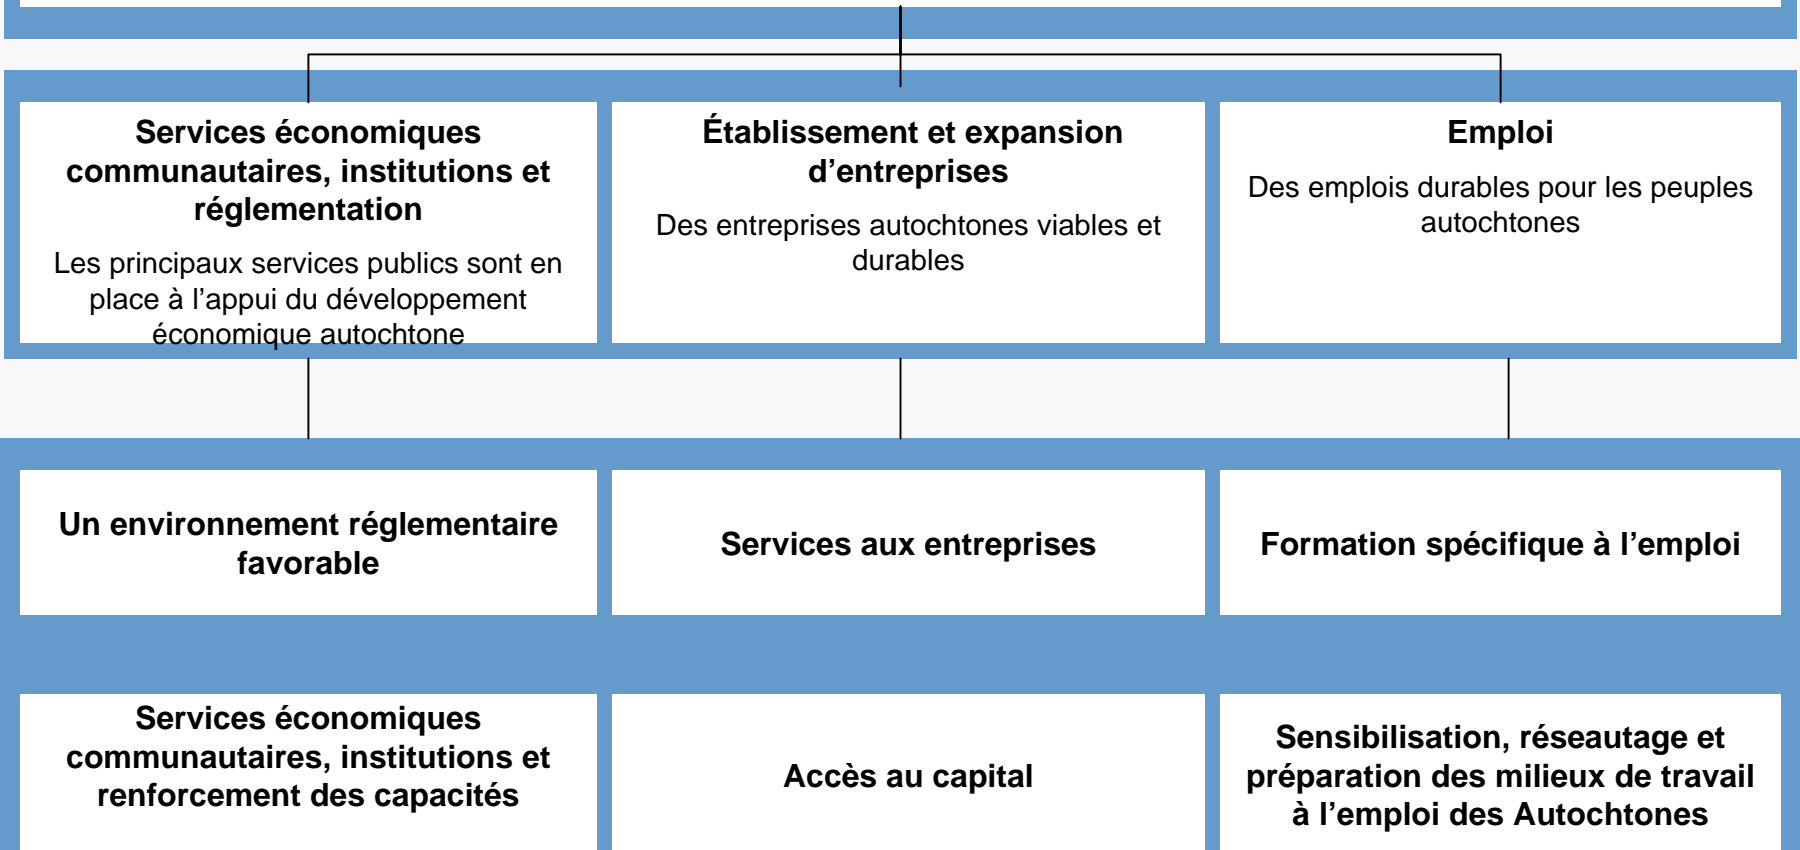 Services économiques
communautaires, institutions et
réglementation
Les principaux services publics sont en
place à l’appui du développement
économique autochtone
Établissement et expansion
d’entreprises
Des entreprises autochtones viables et
durables
Emploi
Des emplois durables pour les peuples
autochtones
Un environnement réglementaire
favorable
Services aux entreprises
Formation spécifique à l’emploi
Services économiques
communautaires, institutions et
renforcement des capacités
Accès au capital
Sensibilisation, réseautage et
préparation des milieux de travail
à l’emploi des Autochtones